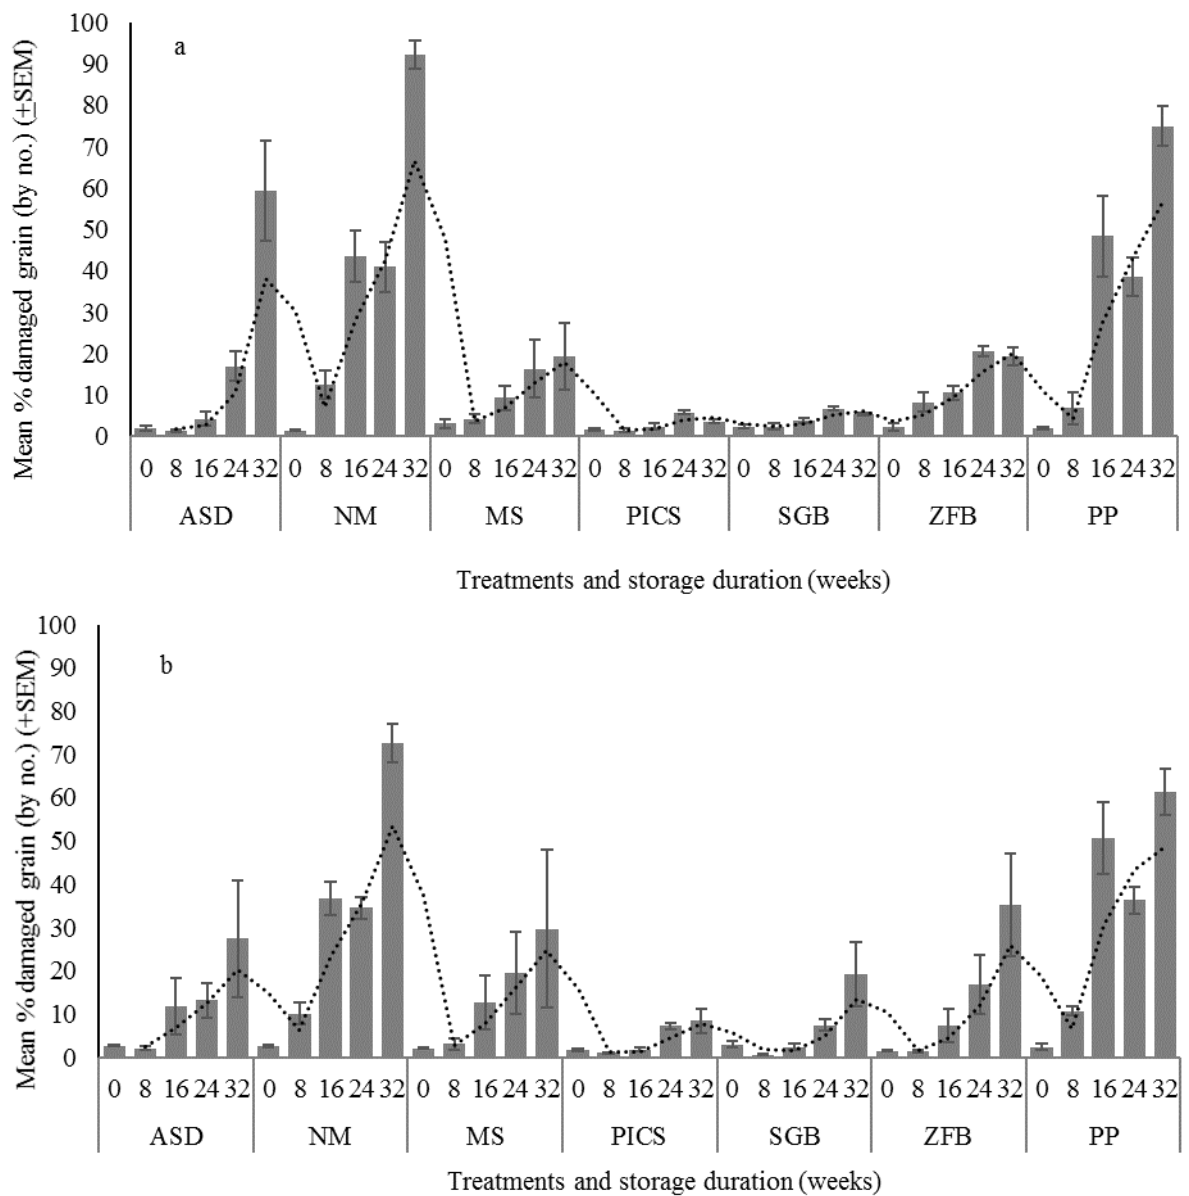 Mean % damaged grain (by no.) (±SEM)
100
90
80
70
60
50
40
30
20
10
0
a
0 8 16 24 32 0 8 16 24 32 0 8 16 24 32 0 8 16 24 32 0 8 16 24 32 0 8 16 24 32 0 8 16 24 32
ASD NM MS PICS SGB ZFB PP
Treatments and storage duration (weeks)
Mean % damaged grain (by no.) (+SEM)
100
90
80
70
60
50
40
30
20
10
0
b
0 8 16 24 32 0 8 16 24 32 0 8 16 24 32 0 8 16 24 32 0 8 16 24 32 0 8 16 24 32 0 8 16 24 32
ASD NM MS PICS SGB ZFB PP
Treatments and storage duration (weeks)